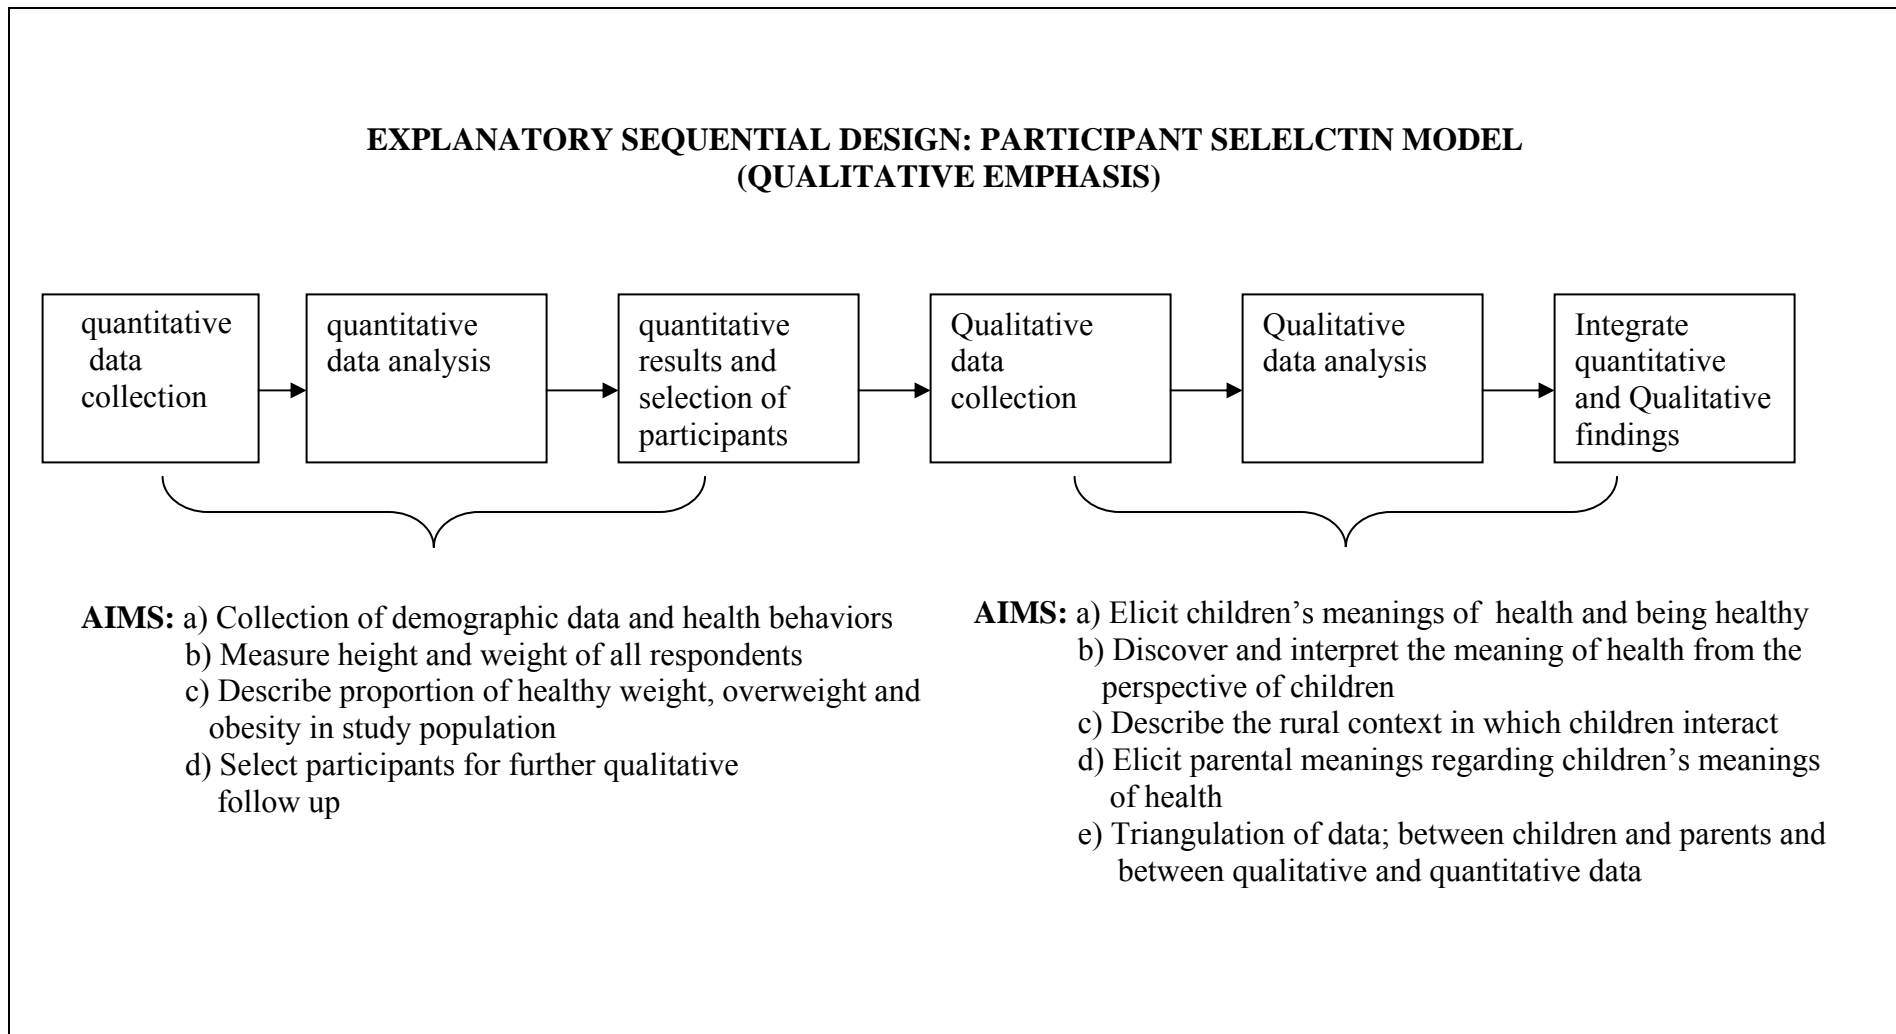 EXPLANATORY SEQUENTIAL DESIGN: PARTICIPANT SELELCTIN MODEL
(QUALITATIVE EMPHASIS)
quantitative
data
collection
quantitative
data analysis
quantitative
results and
selection of
participants
Qualitative
data
collection
Qualitative
data analysis
Integrate
quantitative
and Qualitative
findings
AIMS: a) Collection of demographic data and health behaviors
b) Measure height and weight of all respondents
c) Describe proportion of healthy weight, overweight and
obesity in study population
d) Select participants for further qualitative
follow up
AIMS: a) Elicit children’s meanings of health and being healthy
b) Discover and interpret the meaning of health from the
perspective of children
c) Describe the rural context in which children interact
d) Elicit parental meanings regarding children’s meanings
of health
e) Triangulation of data; between children and parents and
between qualitative and quantitative data